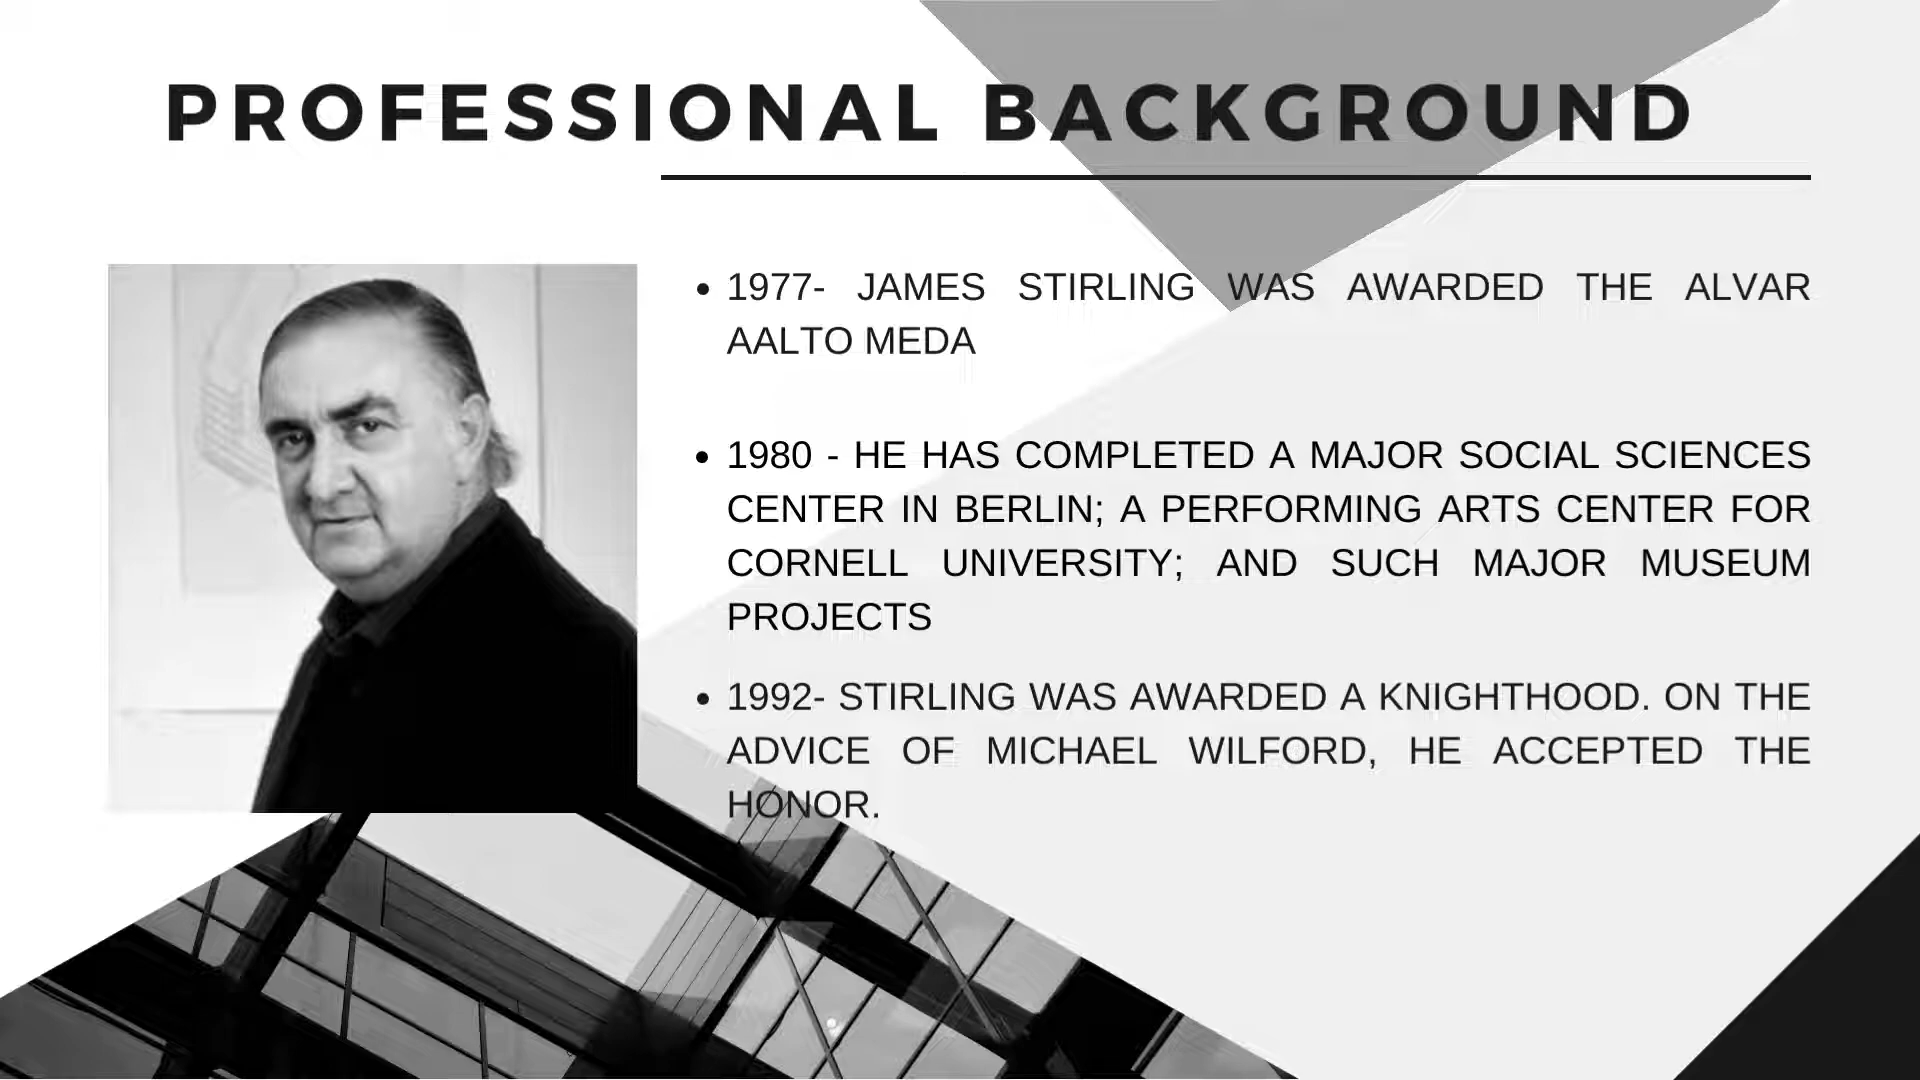 PROFESSIONAL BACKGROUND
• 1977- JAMES STIRLING WAS AWARDED THE ALVAR
AALTO MEDA
• 1980 - HE HAS COMPLETED A MAJOR SOCIAL SCIENCES
CENTER IN BERLIN; A PERFORMING ARTS CENTER FOR
CORNELL UNIVERSITY; AND SUCH MAJOR MUSEUM
PROJECTS
• 1992- STIRLING WAS AWARDED A KNIGHTHOOD. ON THE
ADVICE OF MICHAEL WILFORD, HE ACCEPTED THE
HONOR.